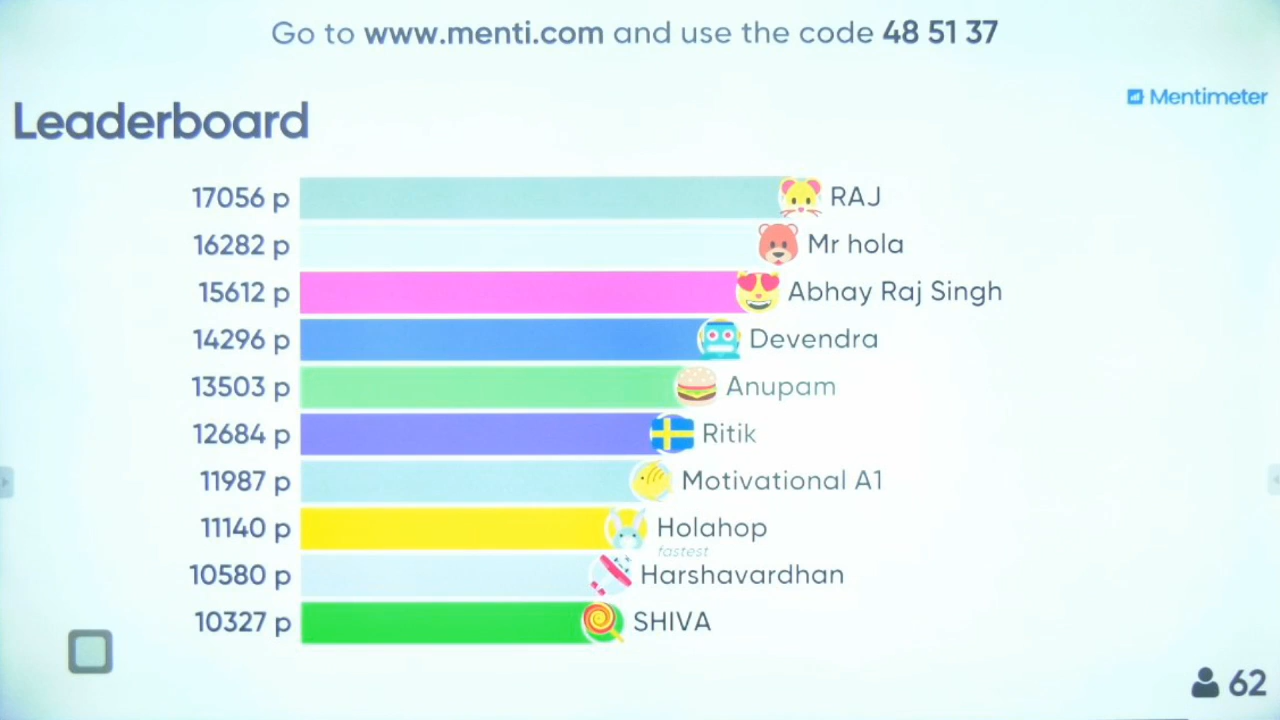 Go to www.menti.com and use the code 48 51 37
Mentimeter
Leaderboard
17056 p RAJ
16282 p Mr hola
15612 p Abhay Raj Singh
14296 p Devendra
13503 p Anupam
12684 p Ritik
11987 p Motivational A1
11140 p Holahop
fastest
10580 p Harshavardhan
10327 p SHIVA
62